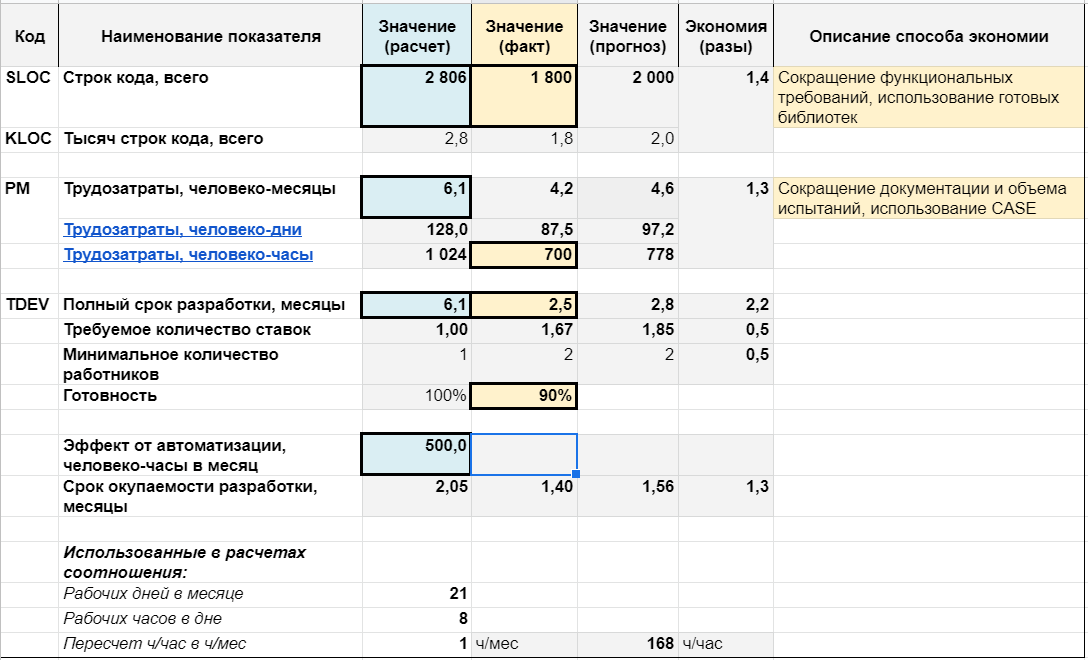 Код Наименование показателя Значение (расчет) Значение (факт) Значение (прогноз) Экономия (разы) Описание способа экономии
SLOC Строк кода, всего 2 806 1 800 2 000 1,4 Сокращение функциональных
требований, использование готовых
библиотек
KLOC Тысяч строк кода, всего 2,8 1,8 2,0
PM Трудозатраты, человеко-месяцы 6,1 4,2 4,6 1,3 Сокращение документации и объема
испытаний, использование CASE
Трудозатраты, человеко-дни 128,0 87,5 97,2
Трудозатраты, человеко-часы 1 024 700 778
TDEV Полный срок разработки, месяцы 6,1 2,5 2,8 2,2
Требуемое количество ставок 1,00 1,67 1,85 0,5
Минимальное количество
работников 1 2 2 0,5
Готовность 100% 90%
Эффект от автоматизации,
человеко-часы в месяц 500,0
Срок окупаемости разработки,
месяцы 2,05 1,40 1,56 1,3
Использованные в расчетах
соотношения:
Рабочих дней в месяце 21
Рабочих часов в дне 8
Пересчет ч/час в ч/мес 1 ч/мес 168 ч/час